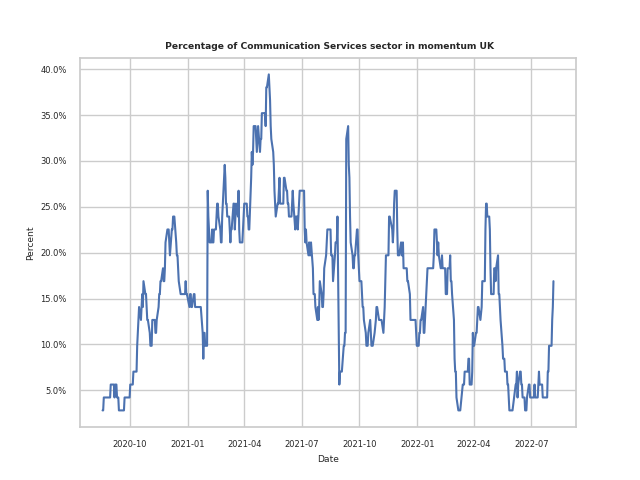 Percentage of Communication Services sector in momentum UK
40.0%
35.0%
30.0%
25.0%
20.0%
15.0%
10.0%
5.0%
Percent
2020-10 2021-01 2021-04 2021-07 2021-10 2022-01 2022-04 2022-07
Date